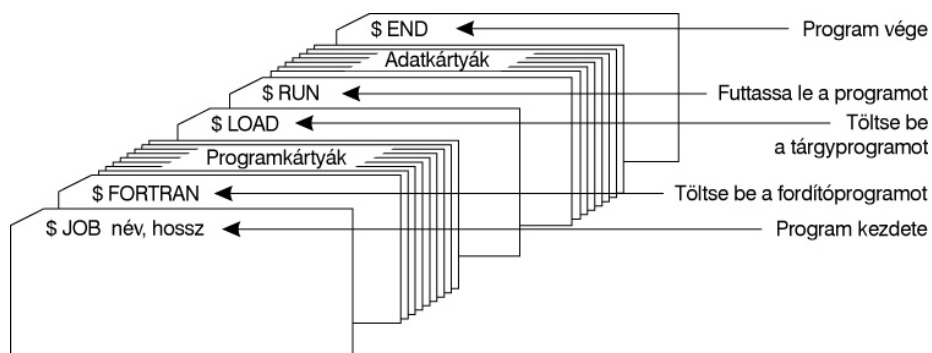 $ END
Program vége
Adatkártyák
$ RUN
Futtassa le a programot
$ LOAD
Töltse be
a tárgyprogramot
Programkártyák
$ FORTRAN
Töltse be a fordítóprogramot
$ JOB név, hossz
Program kezdete